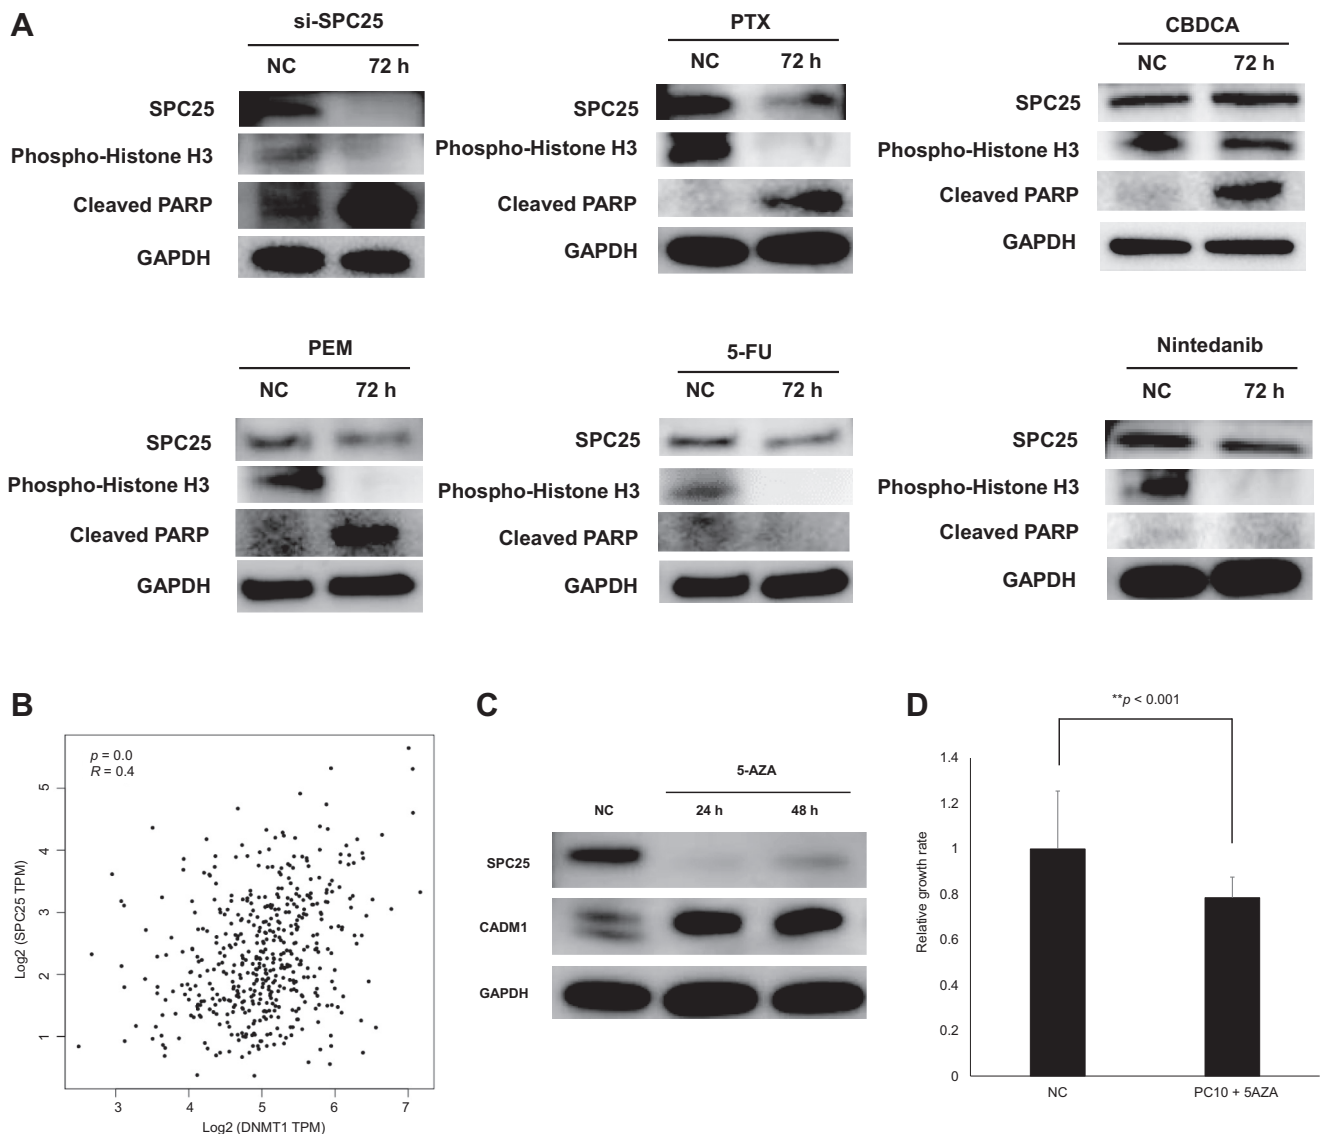 A
si-SPC25
NC 72 h
SPC25
Phospho-Histone H3
Cleaved PARP
GAPDH
PTX
NC 72 h
SPC25
Phospho-Histone H3
Cleaved PARP
GAPDH
CBDCA
NC 72 h
SPC25
Phospho-Histone H3
Cleaved PARP
GAPDH
PEM
NC 72 h
SPC25
Phospho-Histone H3
Cleaved PARP
GAPDH
5-FU
NC 72 h
SPC25
Phospho-Histone H3
Cleaved PARP
GAPDH
Nintedanib
NC 72 h
SPC25
Phospho-Histone H3
Cleaved PARP
GAPDH
B
p = 0.0
R = 0.4
Log2 (SPC25 TPM)
5
4
3
2
1
3 4 5 6 7
Log2 (DNMT1 TPM)
C
5-AZA
NC 24 h 48 h
SPC25
CADM1
GAPDH
D
**p < 0.001
Relative growth rate
1.4
1.2
1
0.8
0.6
0.4
0.2
0
NC PC10 + 5AZA